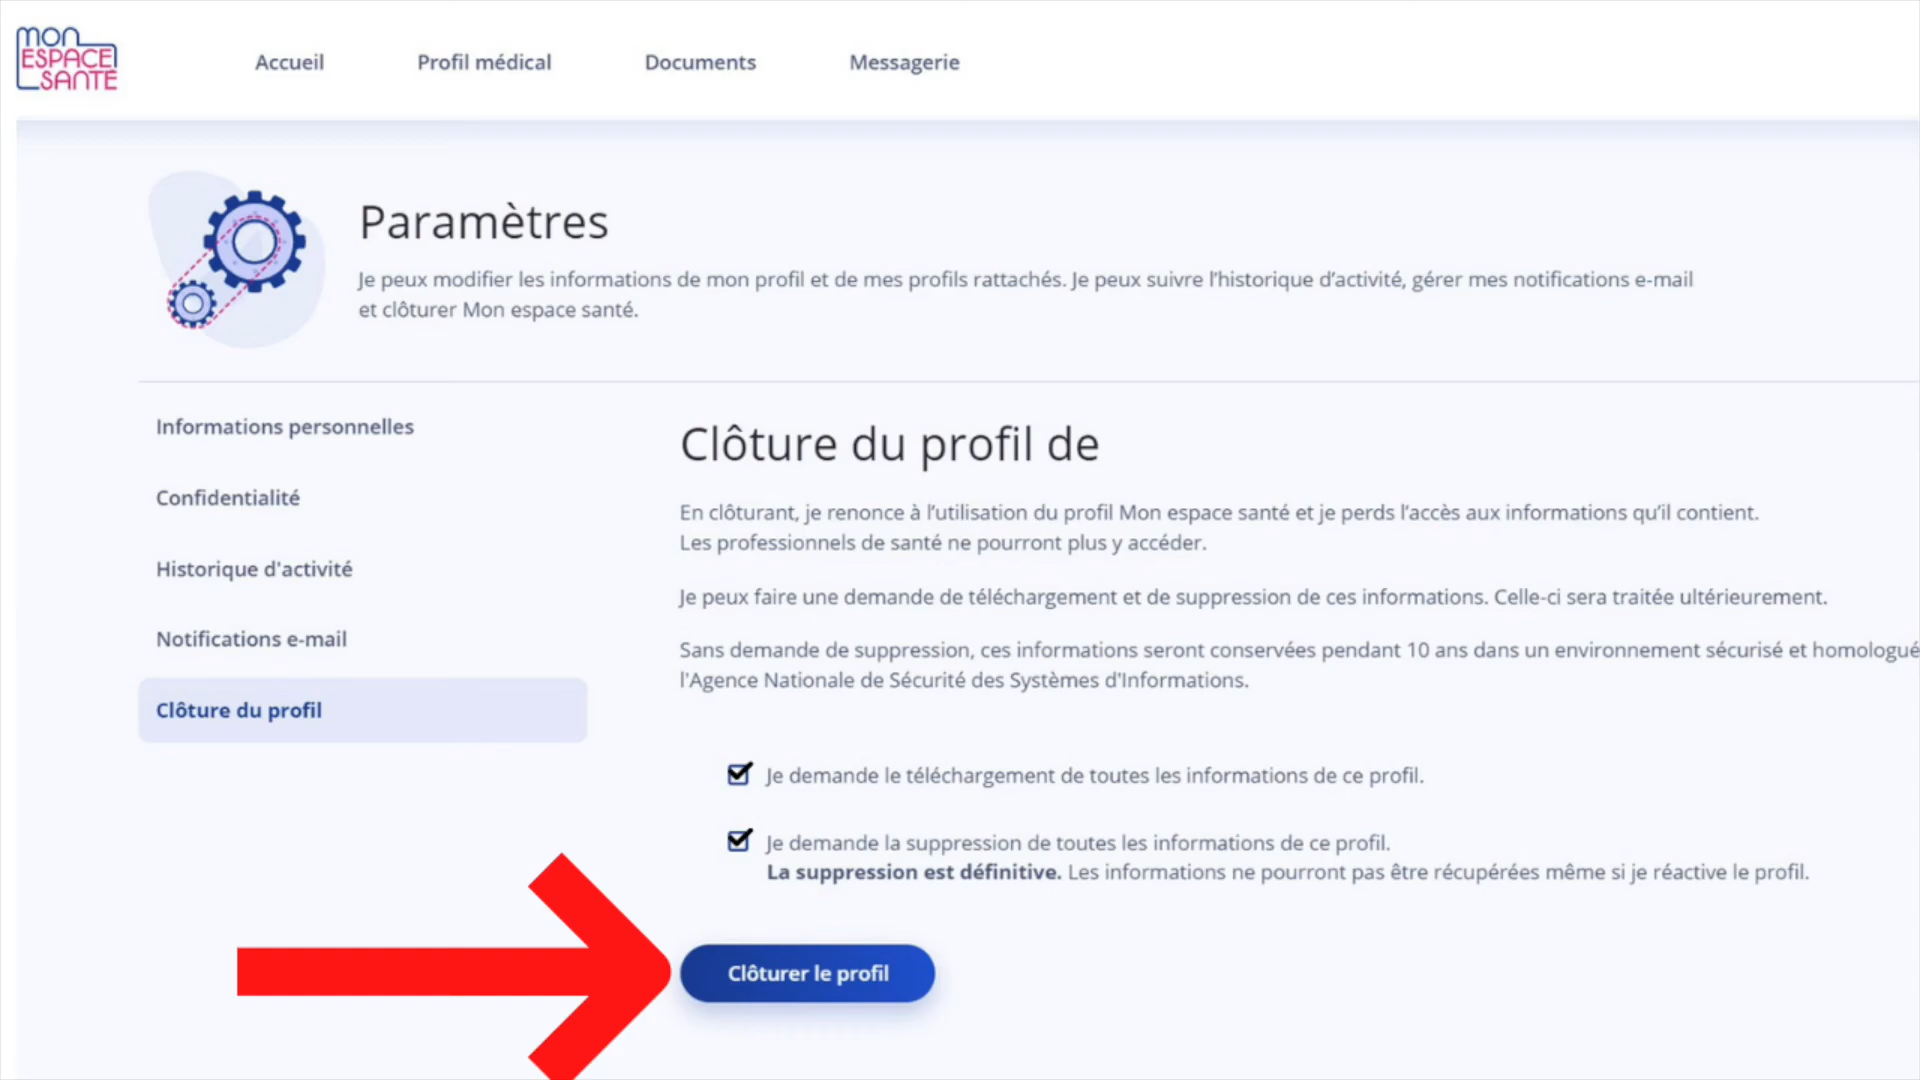 MON
ESPACE
SANTÉ
Accueil
Profil médical
Documents
Messagerie
Paramètres
Je peux modifier les informations de mon profil et de mes profils rattachés. Je peux suivre l’historique d’activité, gérer mes notifications e-mail
et clôturer Mon espace santé.
Informations personnelles
Confidentialité
Historique d'activité
Notifications e-mail
Clôture du profil
Clôture du profil de
En clôturant, je renonce à l’utilisation du profil Mon espace santé et je perds l’accès aux informations qu’il contient.
Les professionnels de santé ne pourront plus y accéder.
Je peux faire une demande de téléchargement et de suppression de ces informations. Celle-ci sera traitée ultérieurement.
Sans demande de suppression, ces informations seront conservées pendant 10 ans dans un environnement sécurisé et homologué
l'Agence Nationale de Sécurité des Systèmes d'Informations.
Je demande le téléchargement de toutes les informations de ce profil.
Je demande la suppression de toutes les informations de ce profil.
La suppression est définitive. Les informations ne pourront pas être récupérées même si je réactive le profil.
Clôturer le profil